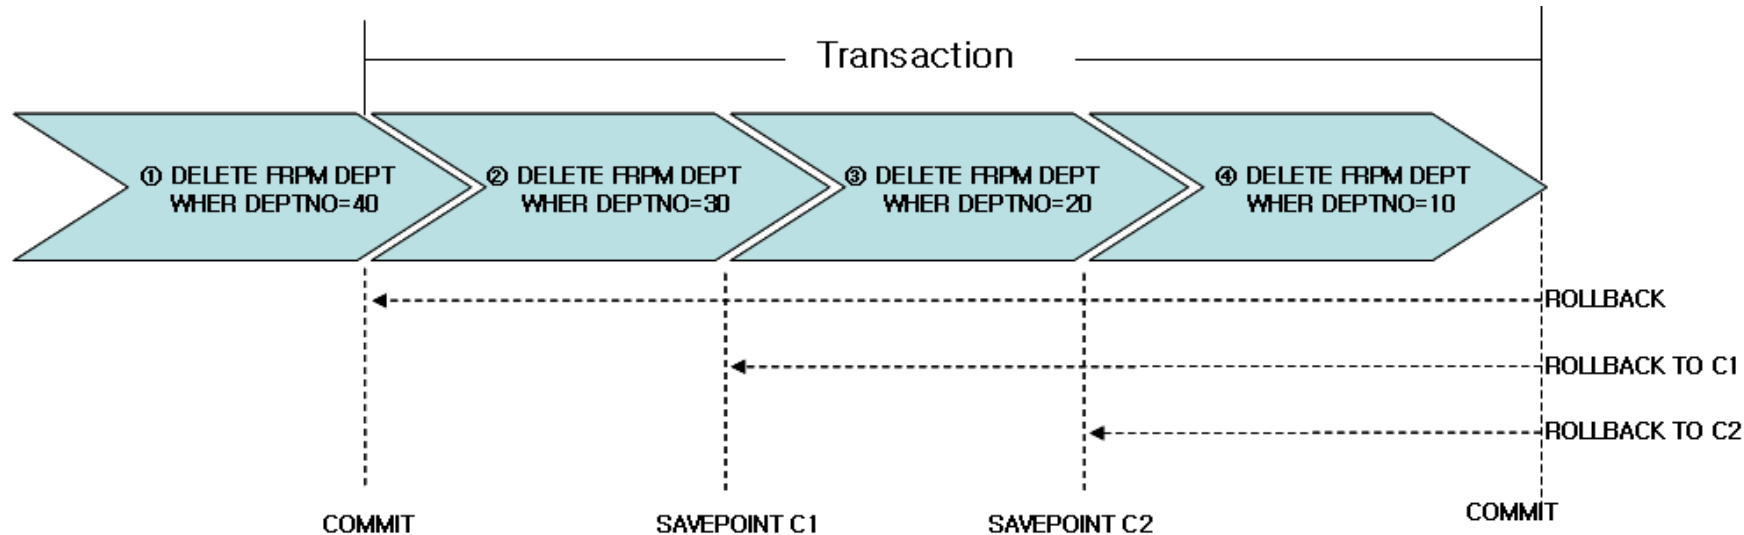 Transaction
① DELETE FRPM DEPT
WHER DEPTNO=40
② DELETE FRPM DEPT
WHER DEPTNO=30
③ DELETE FRPM DEPT
WHER DEPTNO=20
④ DELETE FRPM DEPT
WHER DEPTNO=10
ROLLBACK
ROLLBACK TO C1
ROLLBACK TO C2
COMMIT
SAVEPOINT C1
SAVEPOINT C2
COMMIT